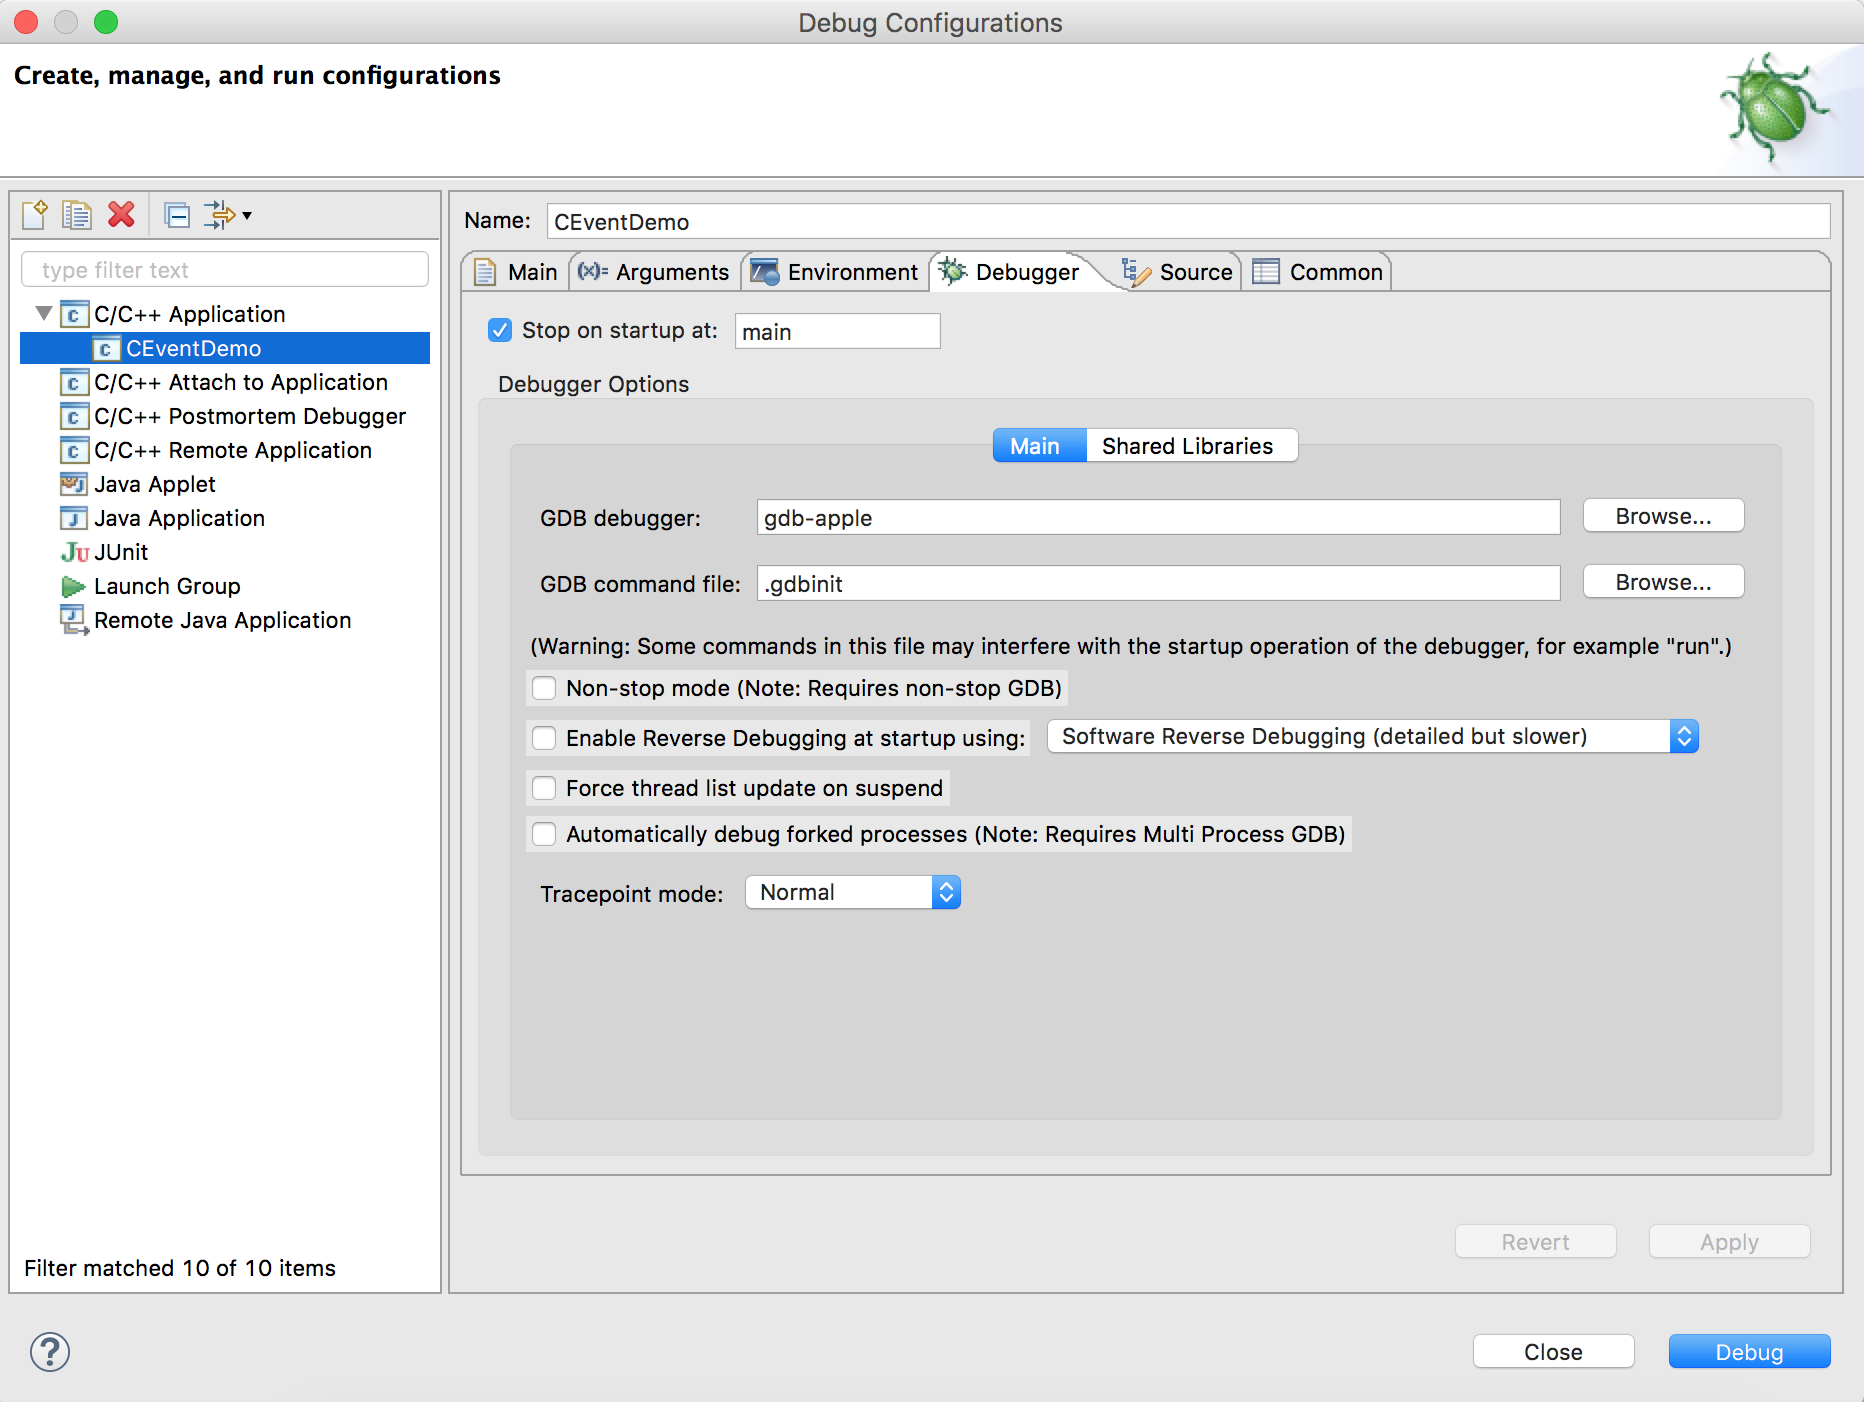 Debug Configurations
Create, manage, and run configurations
type filter text
C/C++ Application
CEventDemo
C/C++ Attach to Application
C/C++ Postmortem Debugger
C/C++ Remote Application
Java Applet
Java Application
JUnit
Launch Group
Remote Java Application
Filter matched 10 of 10 items
Name: CEventDemo
Main (x)= Arguments Environment Debugger Source Common
Stop on startup at: main
Debugger Options
Main Shared Libraries
GDB debugger: gdb-apple Browse...
GDB command file: .gdbinit Browse...
(Warning: Some commands in this file may interfere with the startup operation of the debugger, for example "run".)
Non-stop mode (Note: Requires non-stop GDB)
Enable Reverse Debugging at startup using: Software Reverse Debugging (detailed but slower)
Force thread list update on suspend
Automatically debug forked processes (Note: Requires Multi Process GDB)
Tracepoint mode: Normal
Revert Apply
? Close Debug